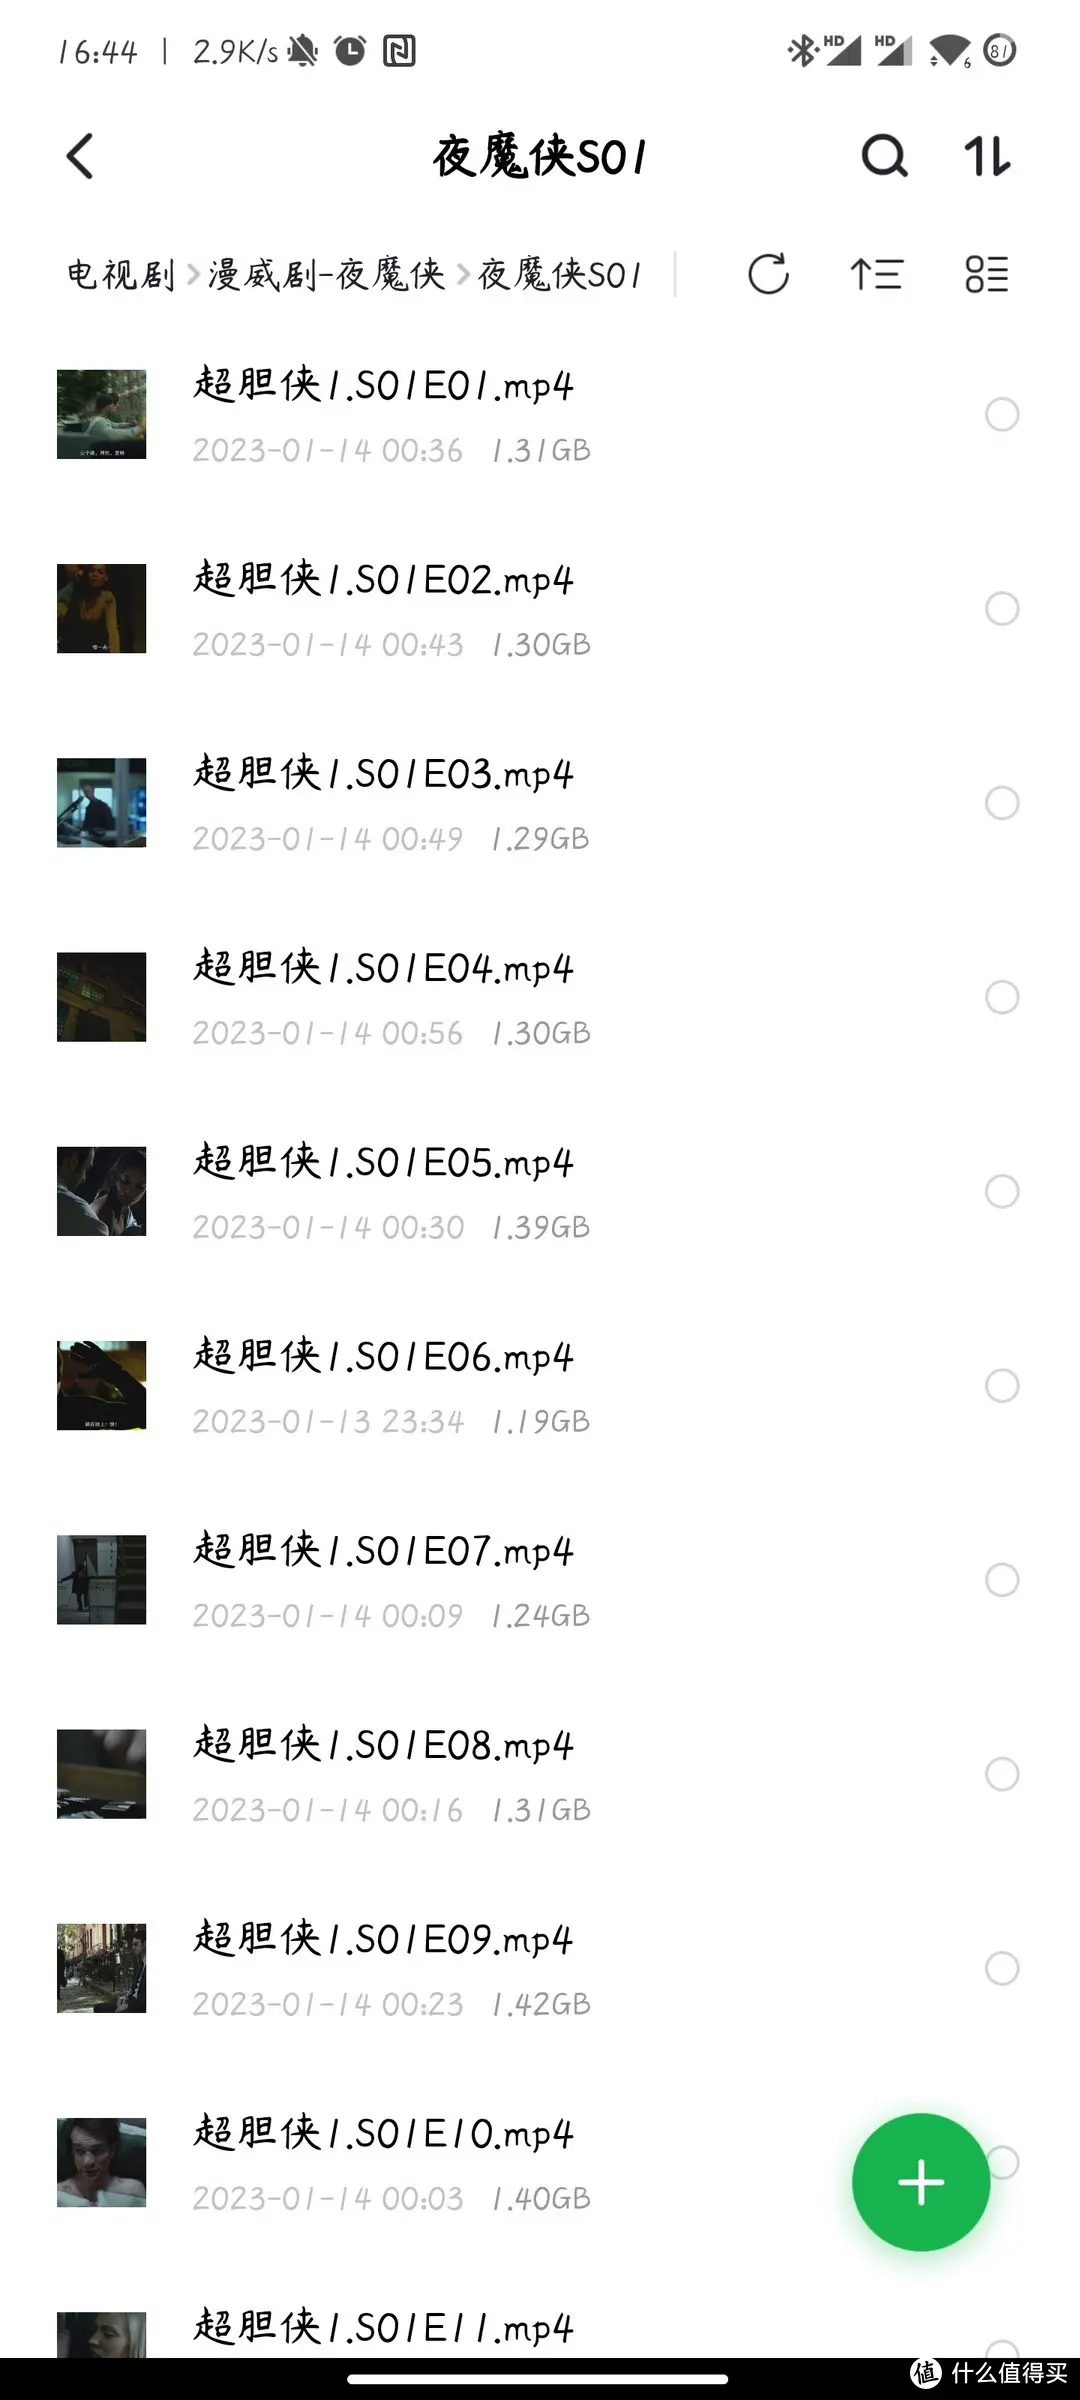 16:44 | 2.9K/s HD HD 6 81
夜魔侠S01
电视剧 > 漫威剧-夜魔侠 > 夜魔侠S01
超胆侠1.S01E01.mp4
2023-01-14 00:36 1.31GB
超胆侠1.S01E02.mp4
2023-01-14 00:43 1.30GB
超胆侠1.S01E03.mp4
2023-01-14 00:49 1.29GB
超胆侠1.S01E04.mp4
2023-01-14 00:56 1.30GB
超胆侠1.S01E05.mp4
2023-01-14 00:30 1.39GB
超胆侠1.S01E06.mp4
2023-01-13 23:34 1.19GB
超胆侠1.S01E07.mp4
2023-01-14 00:09 1.24GB
超胆侠1.S01E08.mp4
2023-01-14 00:16 1.31GB
超胆侠1.S01E09.mp4
2023-01-14 00:23 1.42GB
超胆侠1.S01E10.mp4
2023-01-14 00:03 1.40GB
超胆侠1.S01E11.mp4
值 什么值得买